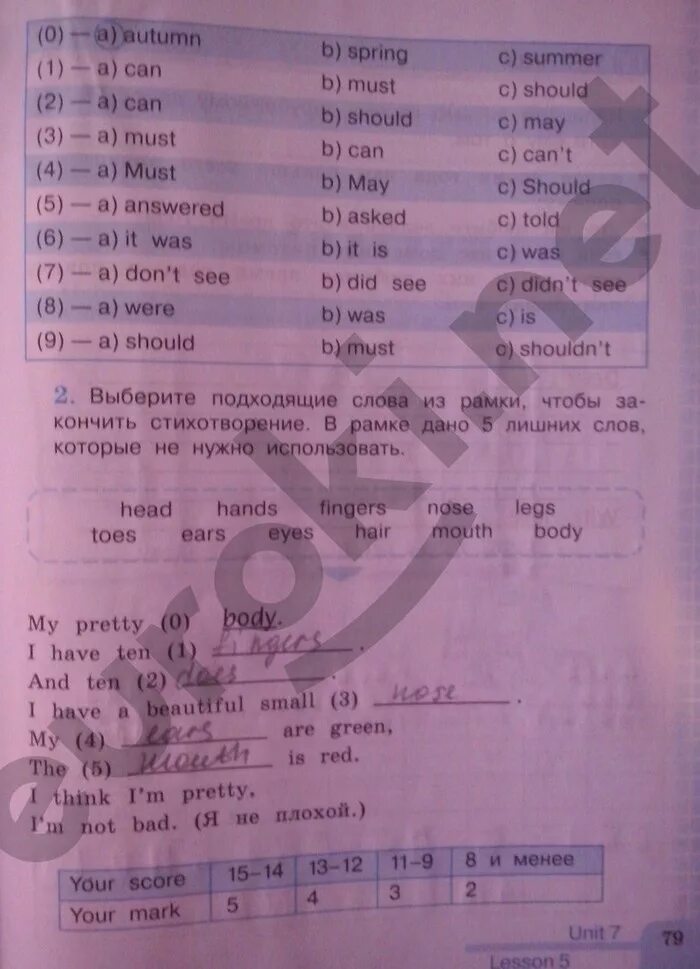 (0) — a) autumn b) spring c) summer
(1) — a) can b) must c) should
(2) — a) can b) should c) may
(3) — a) must b) can c) can't
(4) — a) Must b) May c) Should
(5) — a) answered b) asked c) told
(6) — a) it was b) it is c) was
(7) — a) don't see b) did see c) didn't see
(8) — a) were b) was c) is
(9) — a) should b) must c) shouldn't
2. Выберите подходящие слова из рамки, чтобы за-
кончить стихотворение. В рамке дано 5 лишних слов,
которые не нужно использовать.
head hands fingers nose legs
toes ears eyes hair mouth body
My pretty (0) body.
I have ten (1) fingers.
And ten (2) does.
I have a beautiful small (3) nose.
My (4) ears are green,
The (5) mouth is red.
I think I'm pretty.
I'm not bad. (Я не плохой.)
Your score 15–14 13–12 11–9 8 и менее
Your mark 5 4 3 2
Unit 7 79
Lesson 5
euroki.net